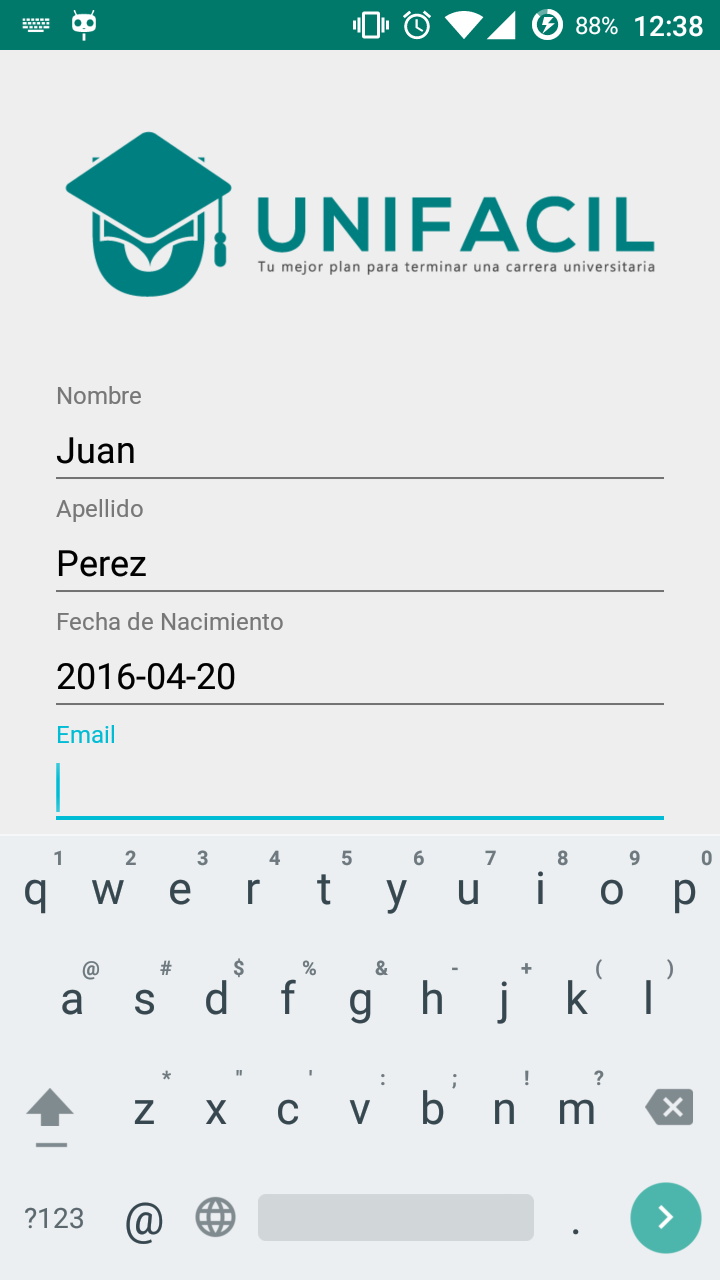 88% 12:38
UNIFACIL
Tu mejor plan para terminar una carrera universitaria
Nombre
Juan
Apellido
Perez
Fecha de Nacimiento
2016-04-20
Email
1 2 3 4 5 6 7 8 9 0
q w e r t y u i o p
@ # $ % & - + ( )
a s d f g h j k l
* " ' : ; ! ?
z x c v b n m
?123 @ .